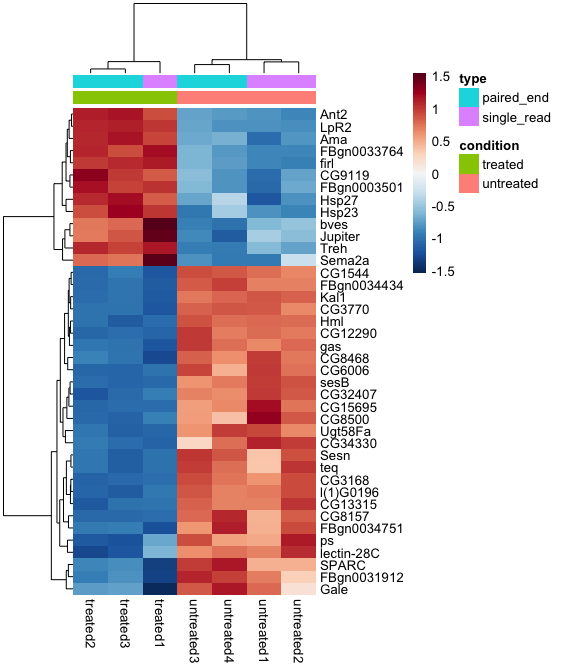 1.5
1
0.5
0
-0.5
-1
-1.5
type
paired_end
single_read
condition
treated
untreated
Ant2
LpR2
Ama
FBgn0033764
firl
CG9119
FBgn0003501
Hsp27
Hsp23
bves
Jupiter
Treh
Sema2a
CG1544
FBgn0034434
Kal1
CG3770
Hml
CG12290
gas
CG8468
CG6006
sesB
CG32407
CG15695
CG8500
Ugt58Fa
CG34330
Sesn
teq
CG3168
l(1)G0196
CG13315
CG8157
FBgn0034751
ps
lectin-28C
SPARC
FBgn0031912
Gale
treated2
treated3
treated1
untreated3
untreated4
untreated1
untreated2